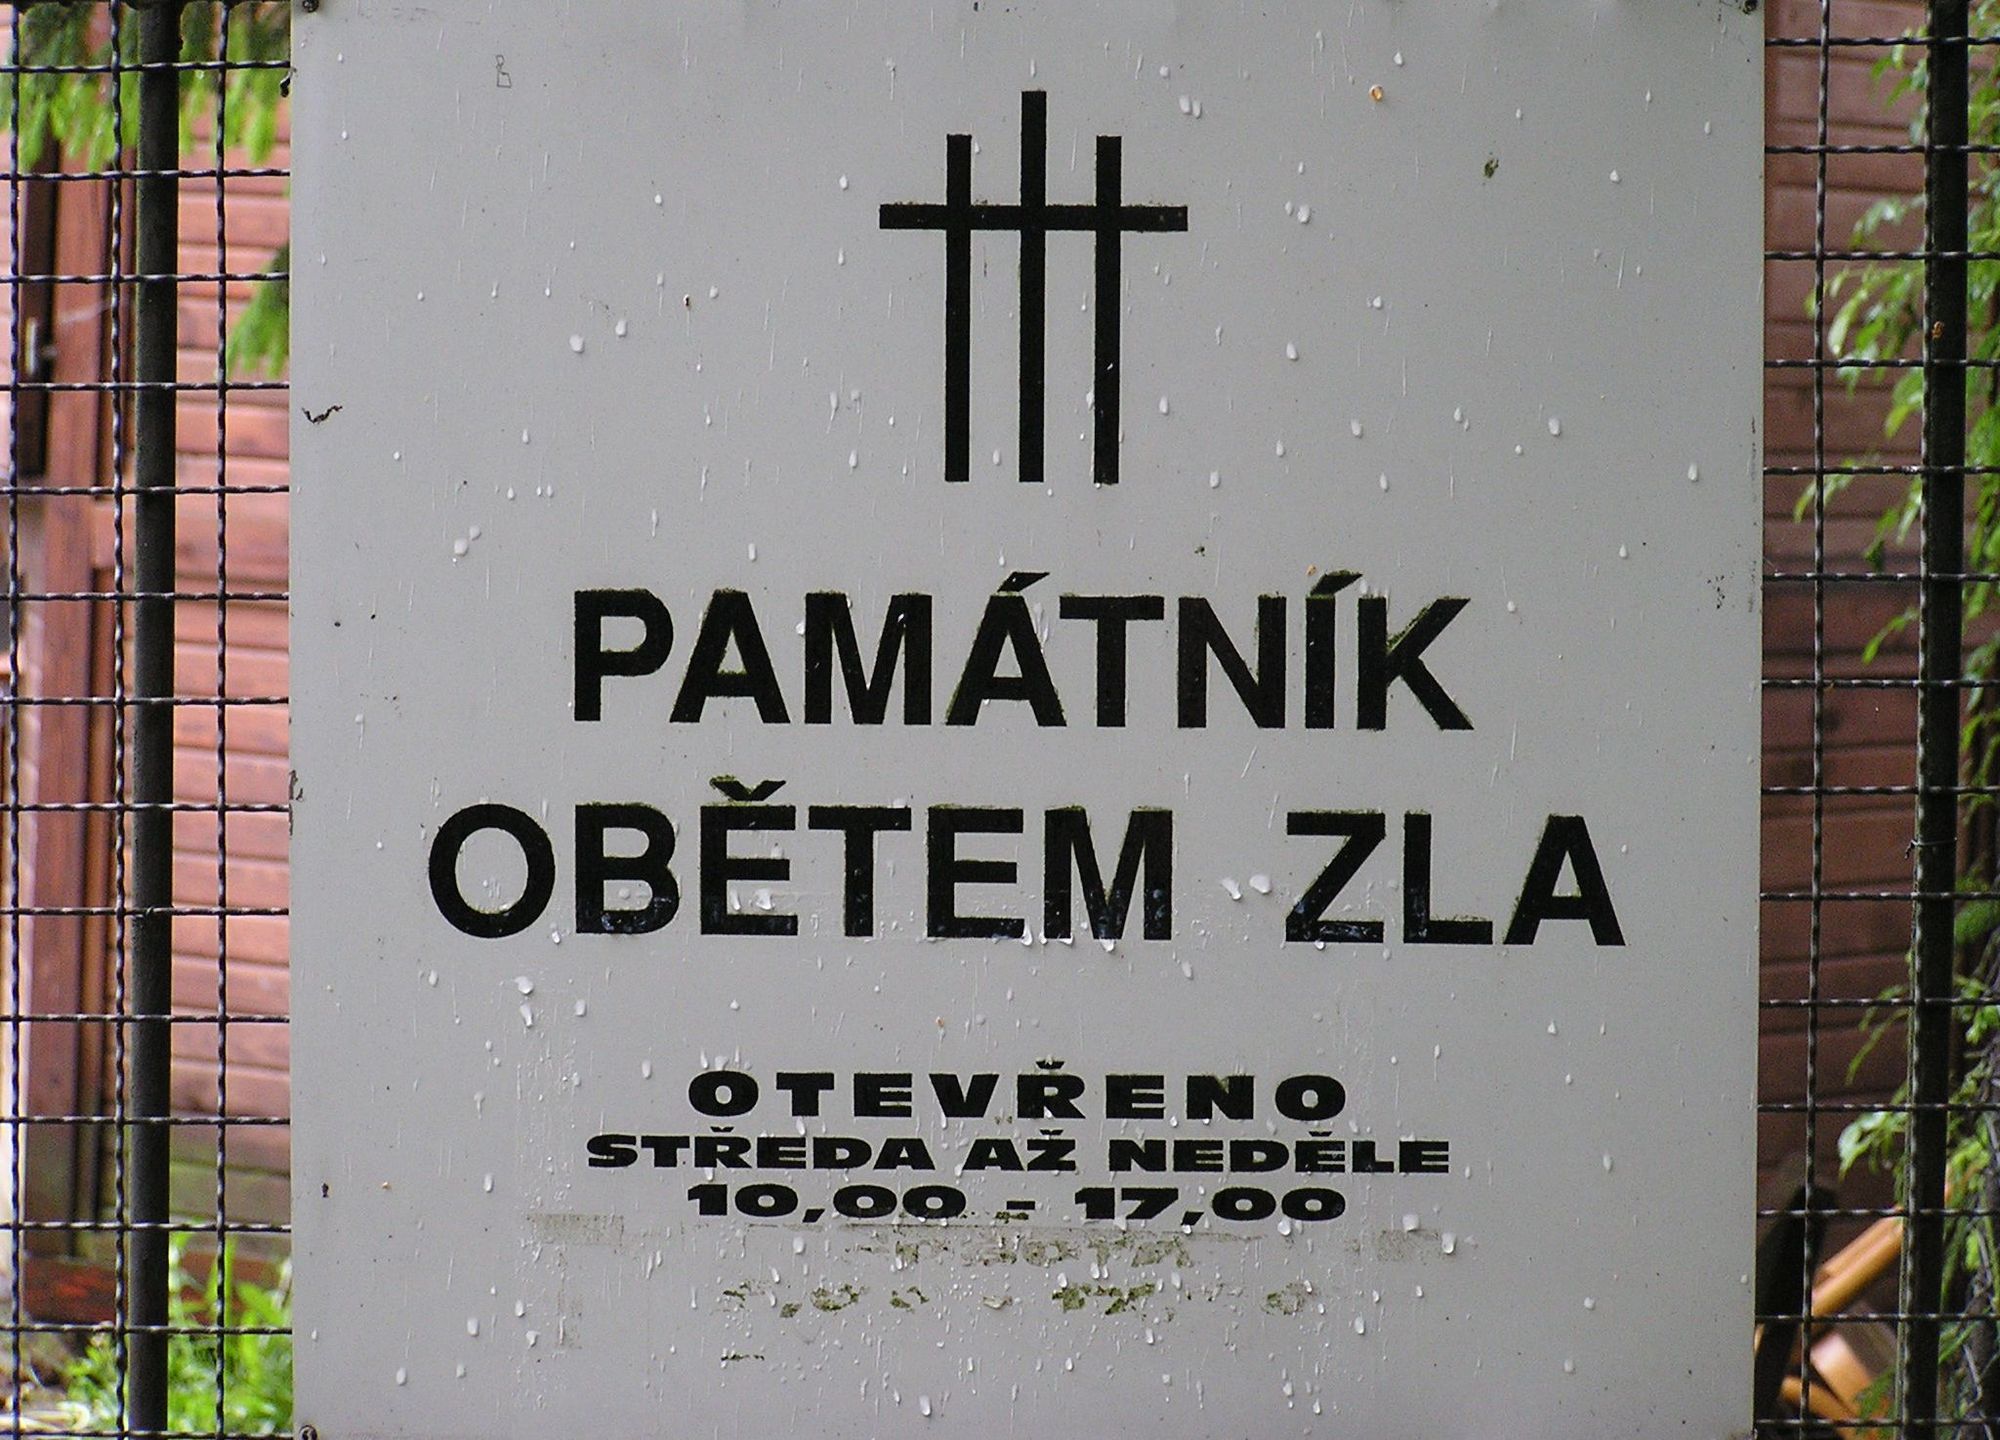 PAMÁTNÍK
OBĚTEM ZLA
OTEVŘENO
STŘEDA AŽ NEDĚLE
10,00 - 17,00